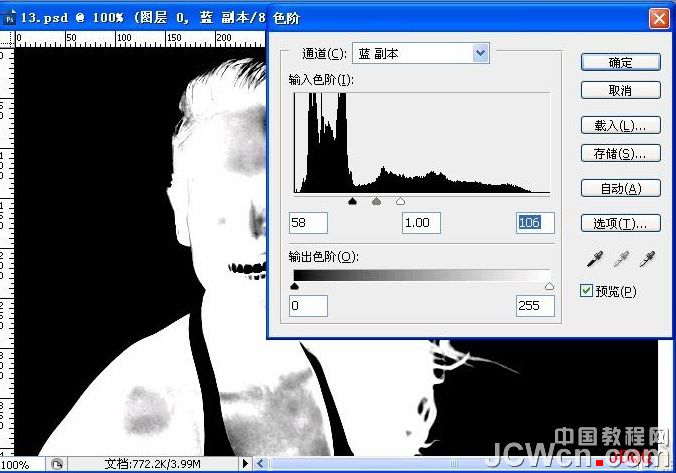 13.psd @ 100% (图层 0, 蓝 副本/8
色阶
0 50 100 150 200
通道(C): 蓝 副本
确定
输入色阶(I):
取消
载入(L)...
存储(S)...
自动(A)
58 1.00 106
选项(T)...
输出色阶(O):
预览(P)
0 255
中国教程网
JCWcn.com
100% 文档:772.2K/3.99M